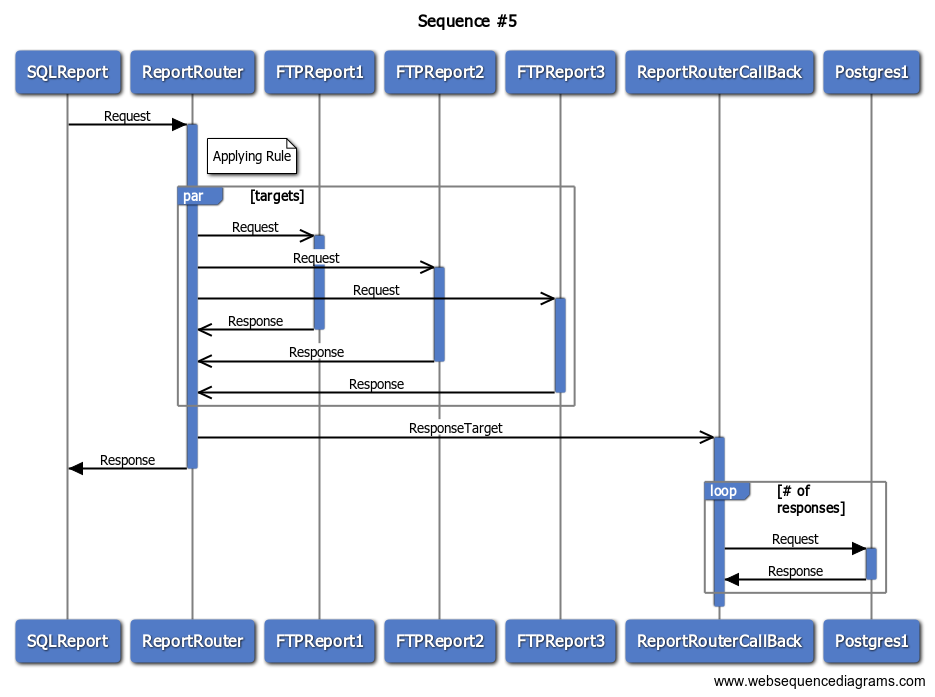 Sequence #5
SQLReport
ReportRouter
FTPReport1
FTPReport2
FTPReport3
ReportRouterCallBack
Postgres1
Request
Applying Rule
par
[targets]
Request
Request
Request
Response
Response
Response
ResponseTarget
Response
loop
[# of
responses]
Request
Response
SQLReport
ReportRouter
FTPReport1
FTPReport2
FTPReport3
ReportRouterCallBack
Postgres1
www.websequencediagrams.com